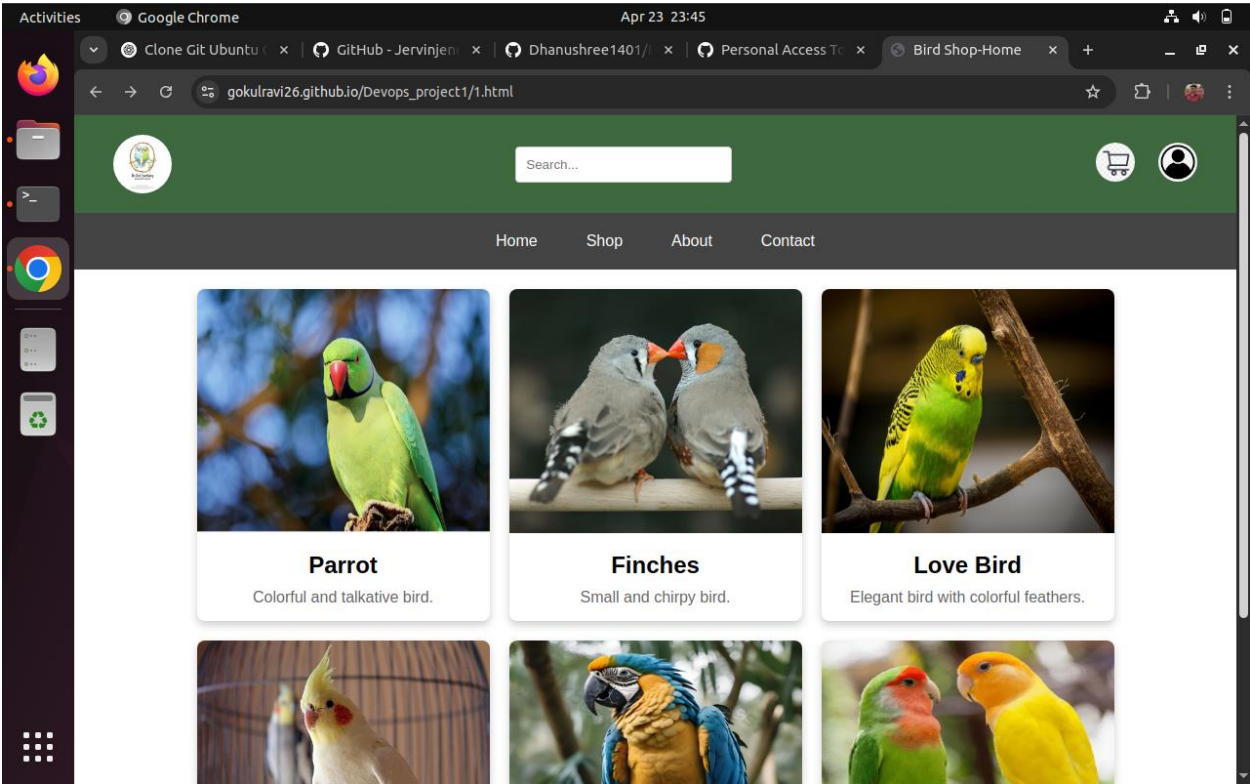 Activities Google Chrome Apr 23 23:45
Clone Git Ubuntu GitHub - Jervinjen Dhanushree1401/ Personal Access To Bird Shop-Home
gokulravi26.github.io/Devops_project1/1.html
Search...
Home Shop About Contact
Parrot Finches Love Bird
Colorful and talkative bird. Small and chirpy bird. Elegant bird with colorful feathers.